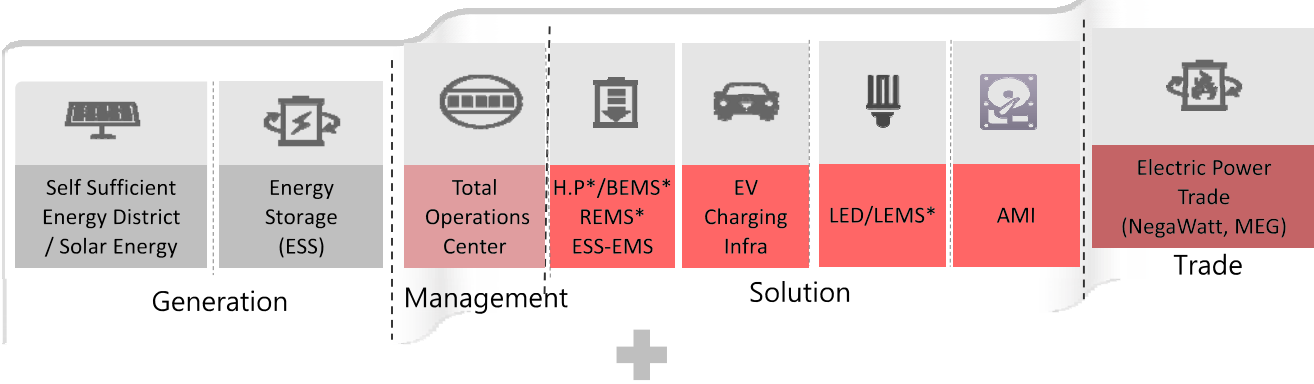 Self Sufficient
Energy District
/ Solar Energy
Energy
Storage
(ESS)
Total
Operations
Center
H.P*/BEMS*
REMS*
ESS-EMS
EV
Charging
Infra
LED/LEMS*
AMI
Electric Power
Trade
(NegaWatt, MEG)
Generation
Management
Solution
Trade